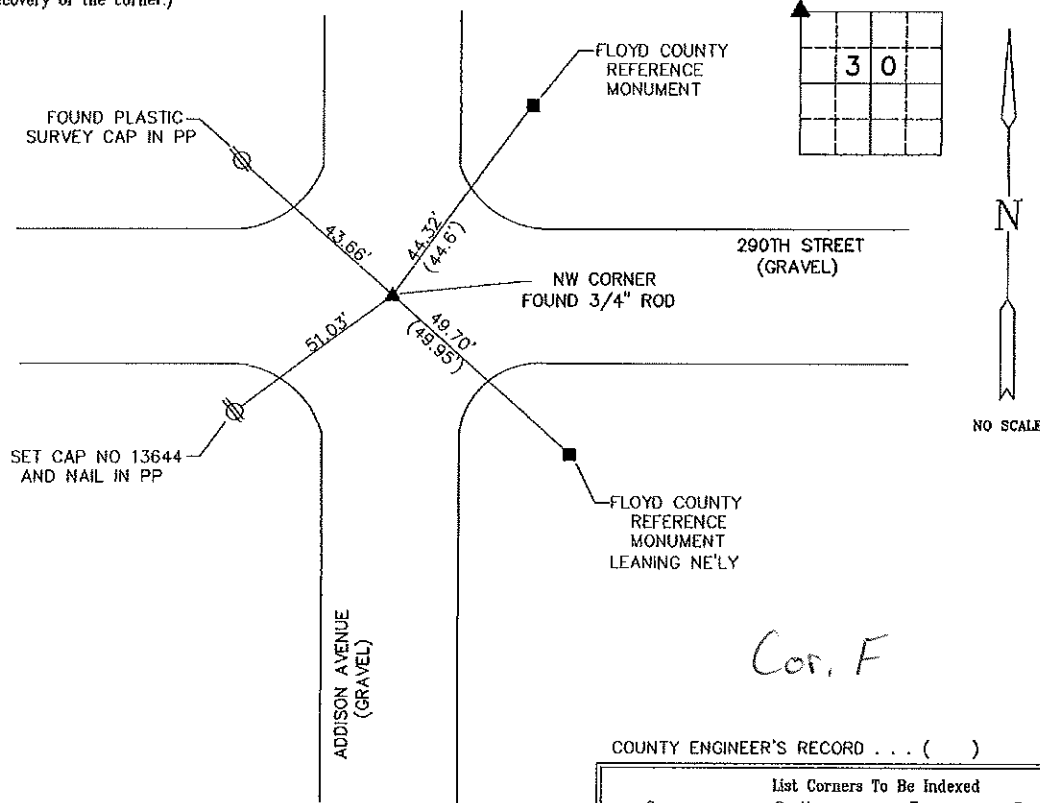 ecovery of the corner.)
FLOYD COUNTY
REFERENCE
MONUMENT
30
FOUND PLASTIC
SURVEY CAP IN PP
N
43.66'
44.32'
(44.6')
290TH STREET
(GRAVEL)
NW CORNER
FOUND 3/4" ROD
51.03'
49.70'
(49.95')
NO SCALE
SET CAP NO 13644
AND NAIL IN PP
FLOYD COUNTY
REFERENCE
MONUMENT
LEANING NE'LY
ADDISON AVENUE
(GRAVEL)
Cor. F
COUNTY ENGINEER'S RECORD . . . ( )
List Corners To Be Indexed